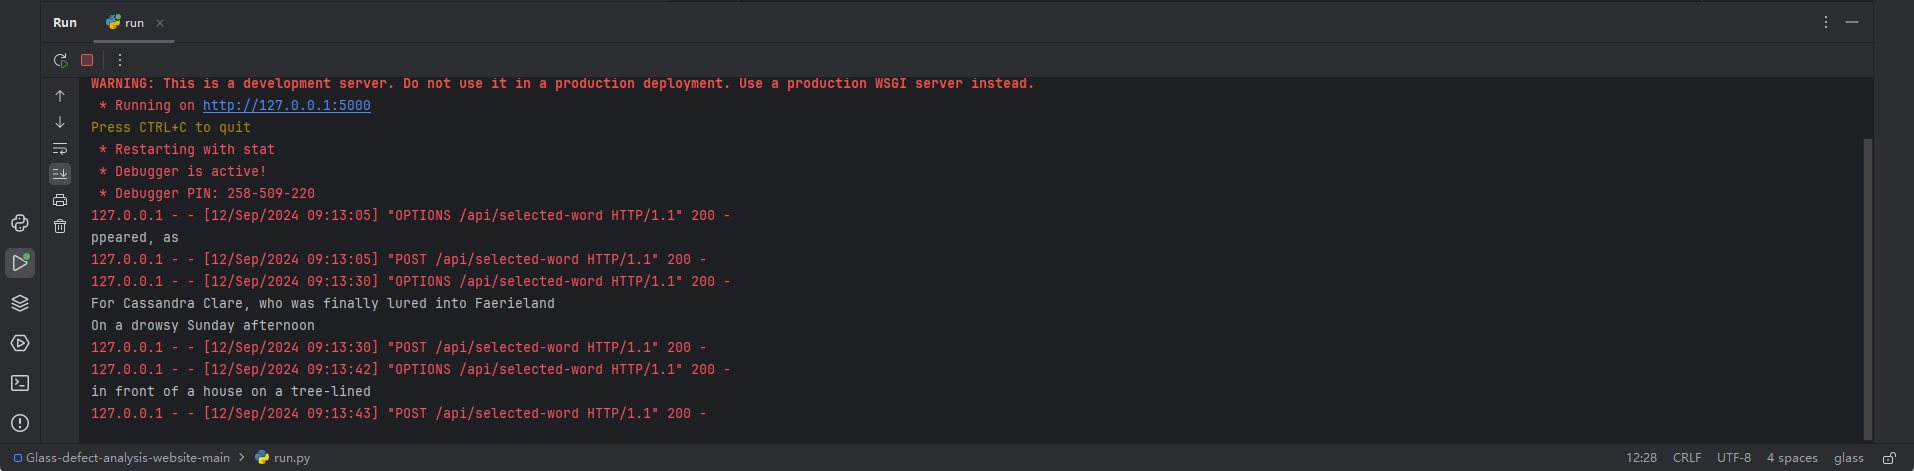 Run run
WARNING: This is a development server. Do not use it in a production deployment. Use a production WSGI server instead.
* Running on http://127.0.0.1:5000
Press CTRL+C to quit
* Restarting with stat
* Debugger is active!
* Debugger PIN: 258-509-220
127.0.0.1 - - [12/Sep/2024 09:13:05] "OPTIONS /api/selected-word HTTP/1.1" 200 -
ppeared, as
127.0.0.1 - - [12/Sep/2024 09:13:05] "POST /api/selected-word HTTP/1.1" 200 -
127.0.0.1 - - [12/Sep/2024 09:13:30] "OPTIONS /api/selected-word HTTP/1.1" 200 -
For Cassandra Clare, who was finally lured into Faerieland
On a drowsy Sunday afternoon
127.0.0.1 - - [12/Sep/2024 09:13:30] "POST /api/selected-word HTTP/1.1" 200 -
127.0.0.1 - - [12/Sep/2024 09:13:42] "OPTIONS /api/selected-word HTTP/1.1" 200 -
in front of a house on a tree-lined
127.0.0.1 - - [12/Sep/2024 09:13:43] "POST /api/selected-word HTTP/1.1" 200 -
Glass-defect-analysis-website-main > run.py 12:28 CRLF UTF-8 4 spaces glass